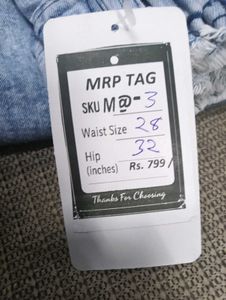 MRP TAG
SKU M@-3
Waist Size 28
Hip 32
(inches) Rs. 799/
Thanks For Choosing